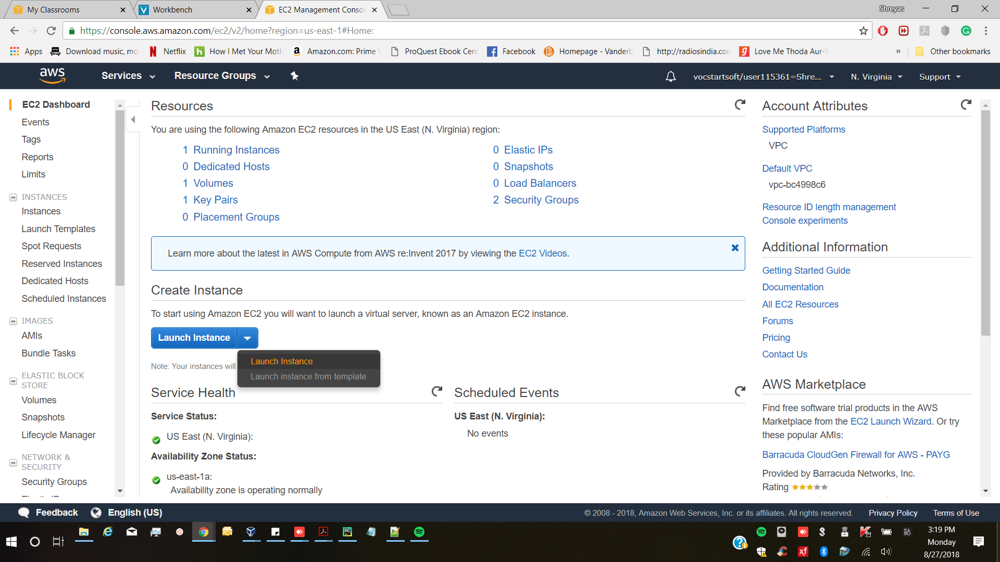 My Classrooms
Workbench
EC2 Management Consol
Shreyas
https://console.aws.amazon.com/ec2/v2/home?region=us-east-1#Home:
Apps
Download music, mo
Netflix
How I Met Your Moth
Amazon.com: Prime
ProQuest Ebook Cent
Facebook
Homepage - Vanderb
http://radiosindia.com
Love Me Thoda Aur-
»
Other bookmarks
aws
Services
Resource Groups
vocstartsoft/user115361=Shre...
N. Virginia
Support
EC2 Dashboard
Events
Tags
Reports
Limits
INSTANCES
Instances
Launch Templates
Spot Requests
Reserved Instances
Dedicated Hosts
Scheduled Instances
IMAGES
AMIs
Bundle Tasks
ELASTIC BLOCK
STORE
Volumes
Snapshots
Lifecycle Manager
NETWORK &
SECURITY
Security Groups
Resources
You are using the following Amazon EC2 resources in the US East (N. Virginia) region:
1 Running Instances
0 Dedicated Hosts
1 Volumes
1 Key Pairs
0 Placement Groups
0 Elastic IPs
0 Snapshots
0 Load Balancers
2 Security Groups
Learn more about the latest in AWS Compute from AWS re:Invent 2017 by viewing the EC2 Videos.
Create Instance
To start using Amazon EC2 you will want to launch a virtual server, known as an Amazon EC2 instance.
Launch Instance
Launch Instance
Launch instance from template
Note: Your instances will
Service Health
Service Status:
US East (N. Virginia):
Availability Zone Status:
us-east-1a:
Availability zone is operating normally
Scheduled Events
US East (N. Virginia):
No events
Account Attributes
Supported Platforms
VPC
Default VPC
vpc-bc4998c6
Resource ID length management
Console experiments
Additional Information
Getting Started Guide
Documentation
All EC2 Resources
Forums
Pricing
Contact Us
AWS Marketplace
Find free software trial products in the AWS
Marketplace from the EC2 Launch Wizard. Or try
these popular AMIs:
Barracuda CloudGen Firewall for AWS - PAYG
Provided by Barracuda Networks, Inc.
Rating
Feedback
English (US)
© 2008 - 2018, Amazon Web Services, Inc. or its affiliates. All rights reserved.
Privacy Policy
Terms of Use
3:19 PM
Monday
8/27/2018